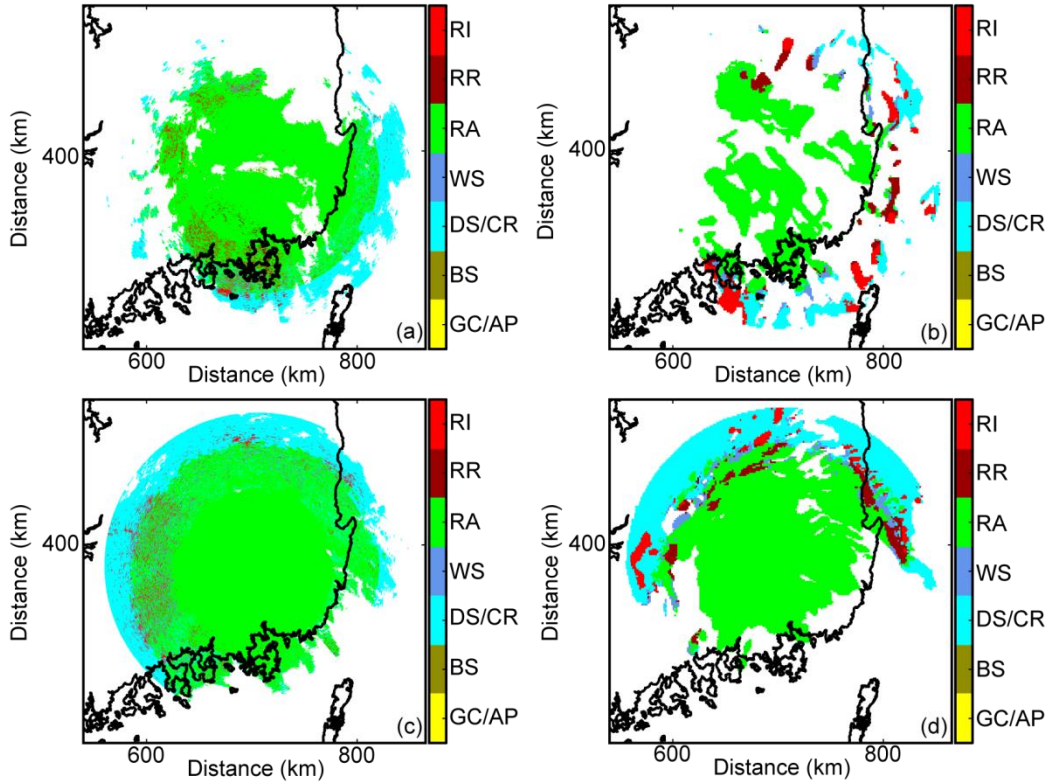 RI
RR
RA
WS
DS/CR
BS
GC/AP
400
600
800
Distance (km)
Distance (km)
(a)
RI
RR
RA
WS
DS/CR
BS
GC/AP
600
800
Distance (km)
Distance (km)
(b)
RI
RR
RA
WS
DS/CR
BS
GC/AP
400
600
800
Distance (km)
Distance (km)
(c)
RI
RR
RA
WS
DS/CR
BS
GC/AP
400
600
800
Distance (km)
Distance (km)
(d)